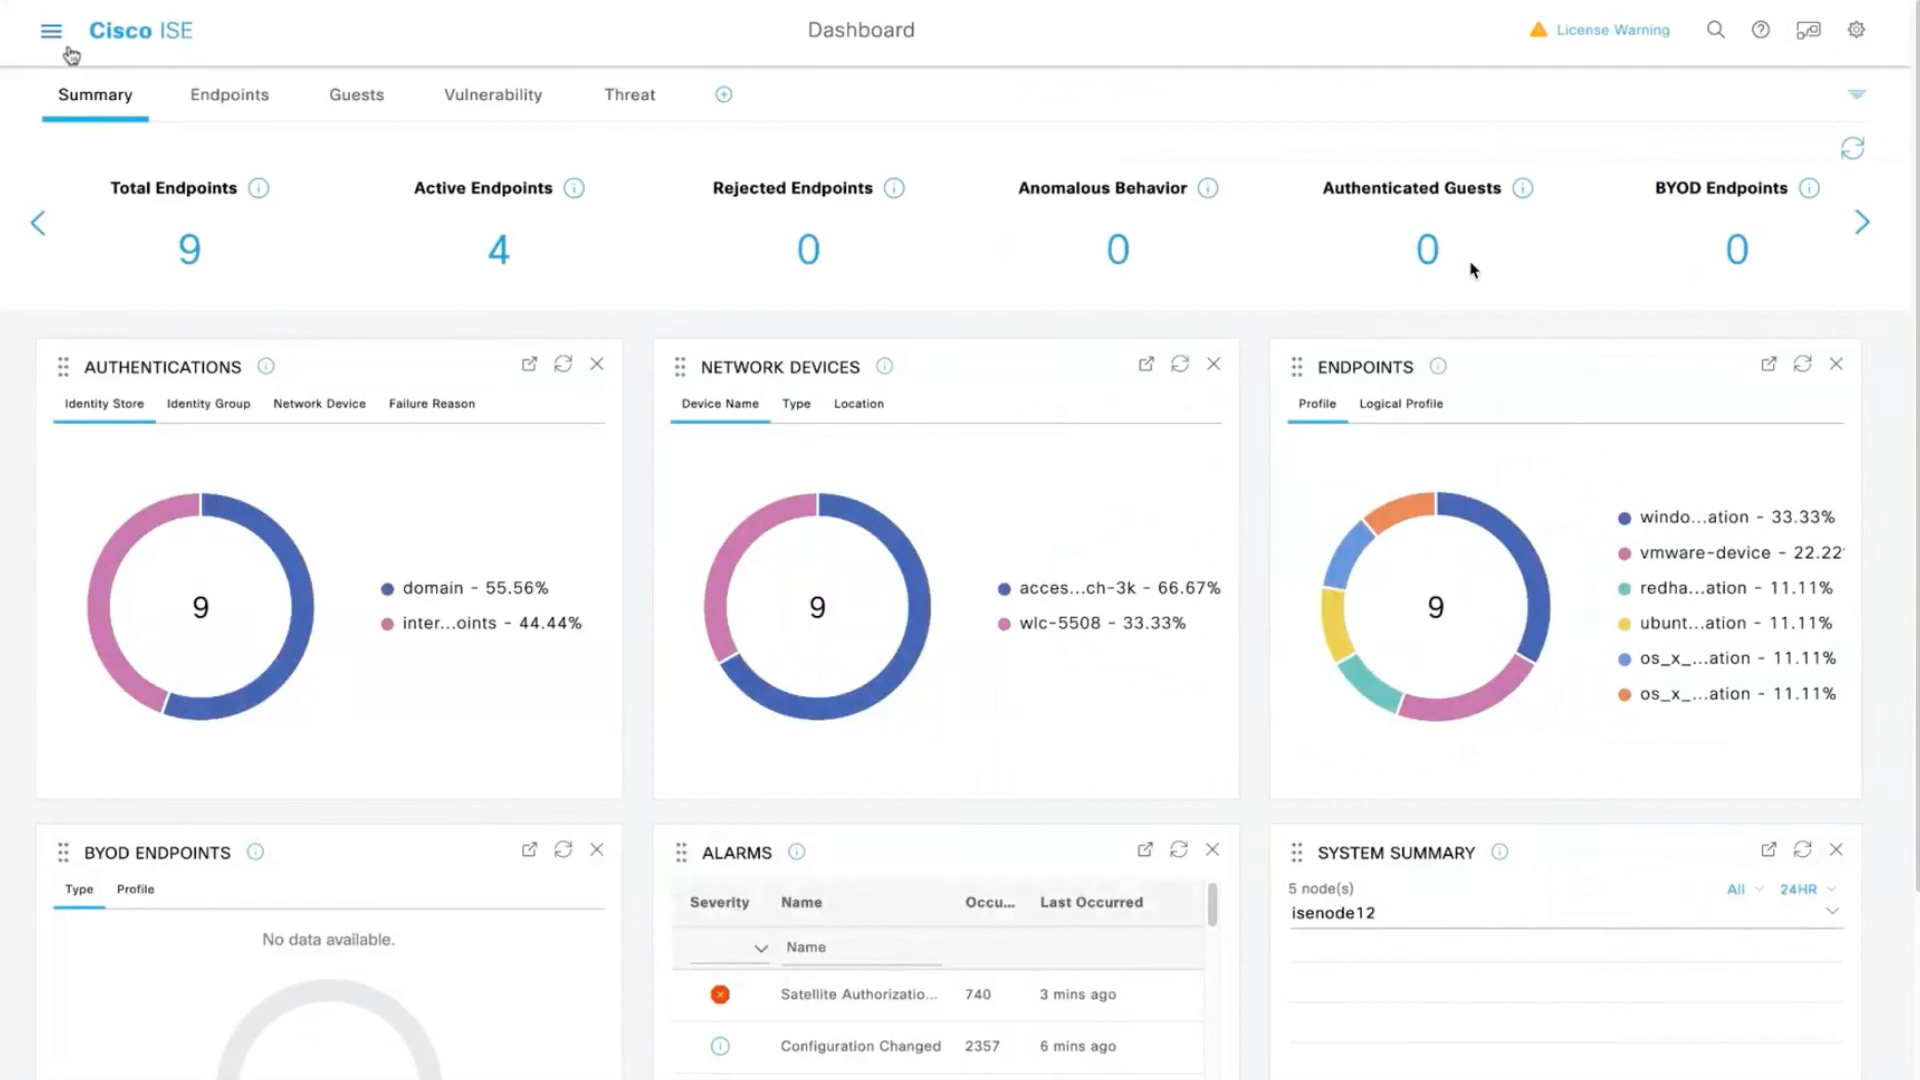 Cisco ISE
Dashboard
License Warning
Summary
Endpoints
Guests
Vulnerability
Threat
Total Endpoints
Active Endpoints
Rejected Endpoints
Anomalous Behavior
Authenticated Guests
BYOD Endpoints
9
4
0
0
0
0
AUTHENTICATIONS
Identity Store
Identity Group
Network Device
Failure Reason
9
domain - 55.56%
inter...oints - 44.44%
NETWORK DEVICES
Device Name
Type
Location
9
acces...ch-3k - 66.67%
wlc-5508 - 33.33%
ENDPOINTS
Profile
Logical Profile
9
windo...ation - 33.33%
vmware-device - 22.22
redha...ation - 11.11%
ubunt...ation - 11.11%
os_x_...ation - 11.11%
os_x_...ation - 11.11%
BYOD ENDPOINTS
Type
Profile
No data available.
ALARMS
Severity Name Occu... Last Occurred
Name
Satellite Authorizatio... 740 3 mins ago
Configuration Changed 2357 6 mins ago
SYSTEM SUMMARY
5 node(s)
All
24HR
isenode12